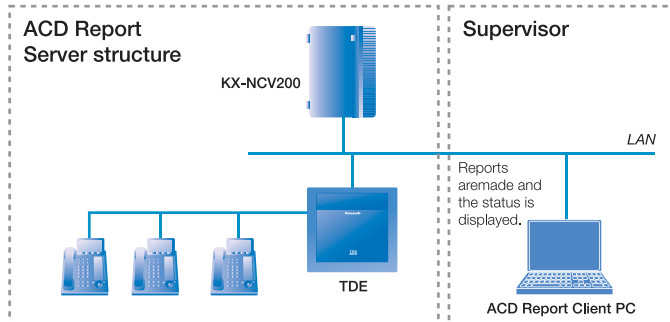 ACD Report
Server structure
KX-NCV200
Supervisor
LAN
Reports
aremade and
the status is
displayed.
Panasonic
TDE
ACD Report Client PC